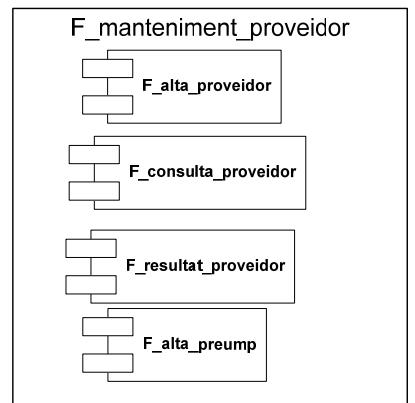 F_manteniment_proveidor
F_alta_proveidor
F_consulta_proveidor
F_resultat_proveidor
F_alta_preump